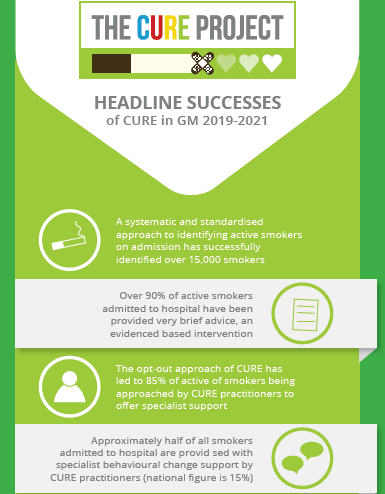 THE CURE PROJECT
HEADLINE SUCCESSES
of CURE in GM 2019-2021
A systematic and standardised
approach to identifying active smokers
on admission has successfully
identified over 15,000 smokers
Over 90% of active smokers
admitted to hospital have been
provided very brief advice, an
evidenced based intervention
The opt-out approach of CURE has
led to 85% of active of smokers being
approached by CURE practitioners to
offer specialist support
Approximately half of all smokers
admitted to hospital are provid sed with
specialist behavioural change support by
CURE practitioners (national figure is 15%)